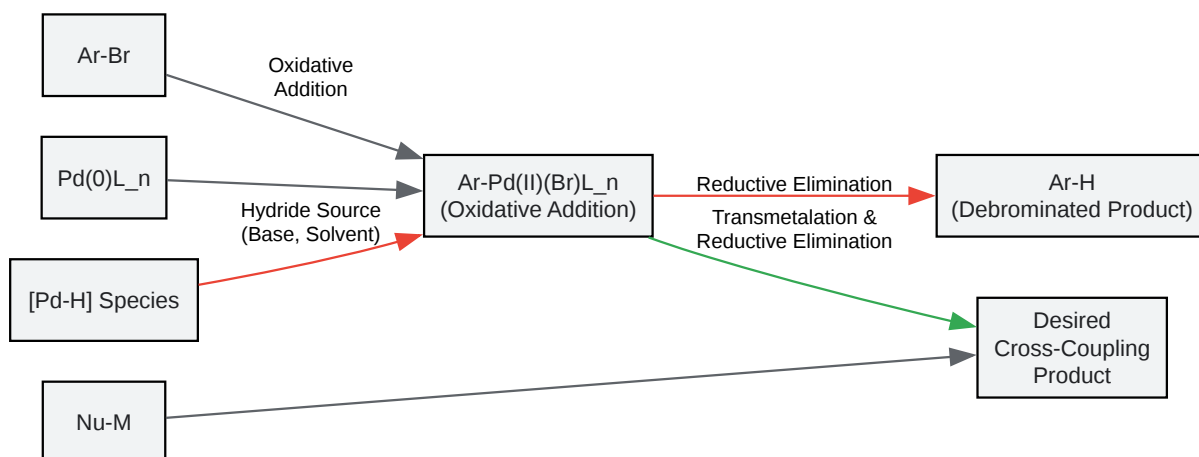 Ar-Br
Oxidative
Addition
Pd(0)L_n
Hydride Source
(Base, Solvent)
[Pd-H] Species
Nu-M
Ar-Pd(II)(Br)L_n
(Oxidative Addition)
Reductive Elimination
Transmetalation &
Reductive Elimination
Ar-H
(Debrominated Product)
Desired
Cross-Coupling
Product